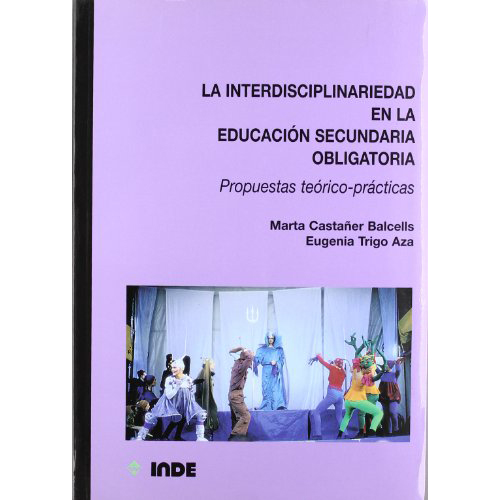 LA INTERDISCIPLINARIEDAD
EN LA
EDUCACIÓN SECUNDARIA
OBLIGATORIA
Propuestas teórico-prácticas
Marta Castañer Balcells
Eugenia Trigo Aza
INDE